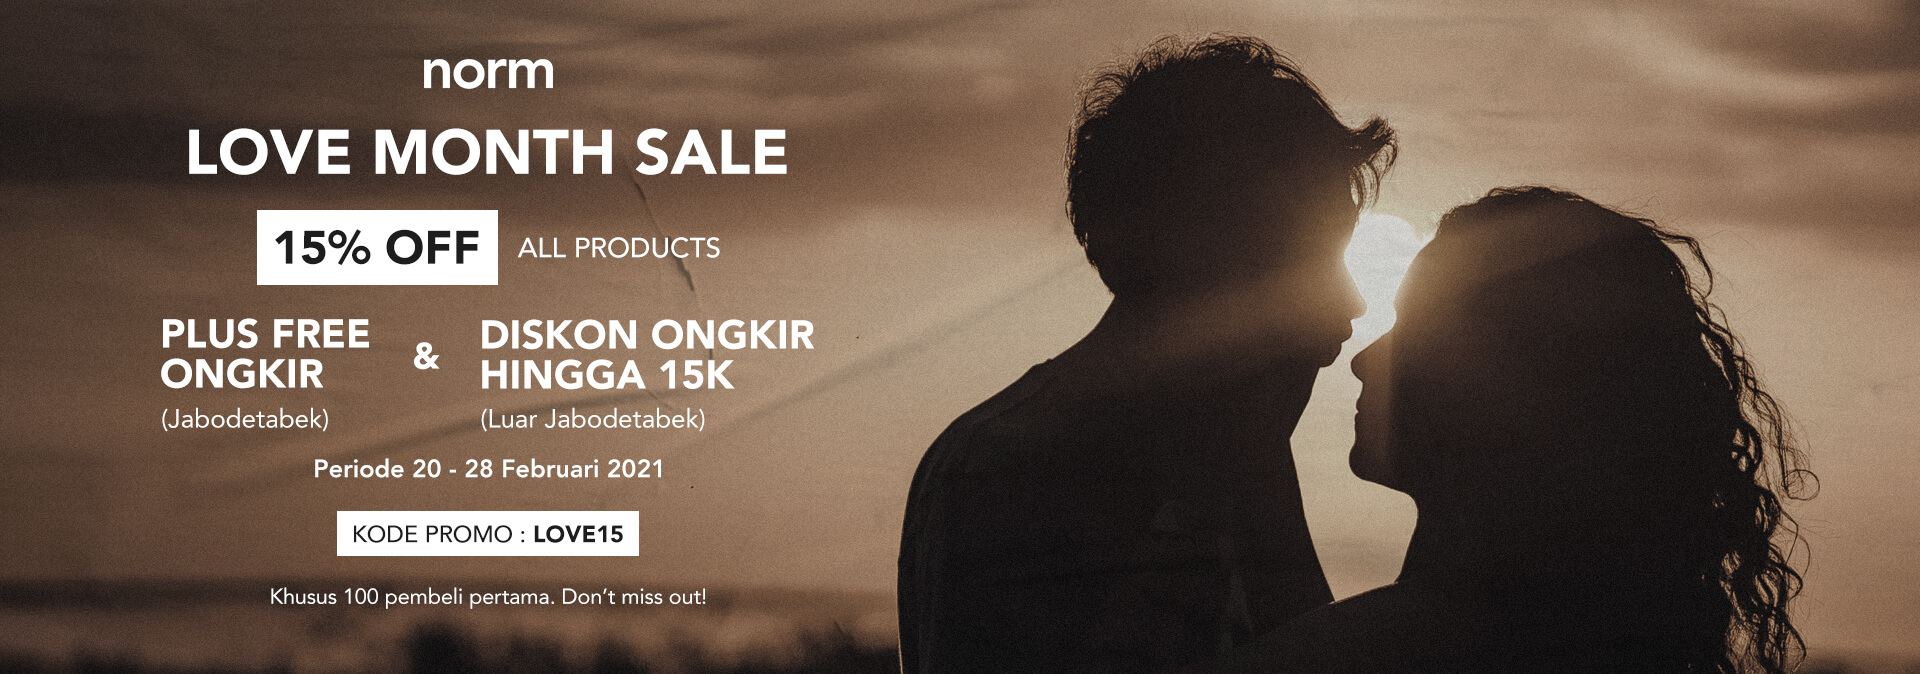 norm
LOVE MONTH SALE
15% OFF ALL PRODUCTS
PLUS FREE
ONGKIR
(Jabodetabek)
&
DISKON ONGKIR
HINGGA 15K
(Luar Jabodetabek)
Periode 20 - 28 Februari 2021
KODE PROMO : LOVE15
Khusus 100 pembeli pertama. Don't miss out!